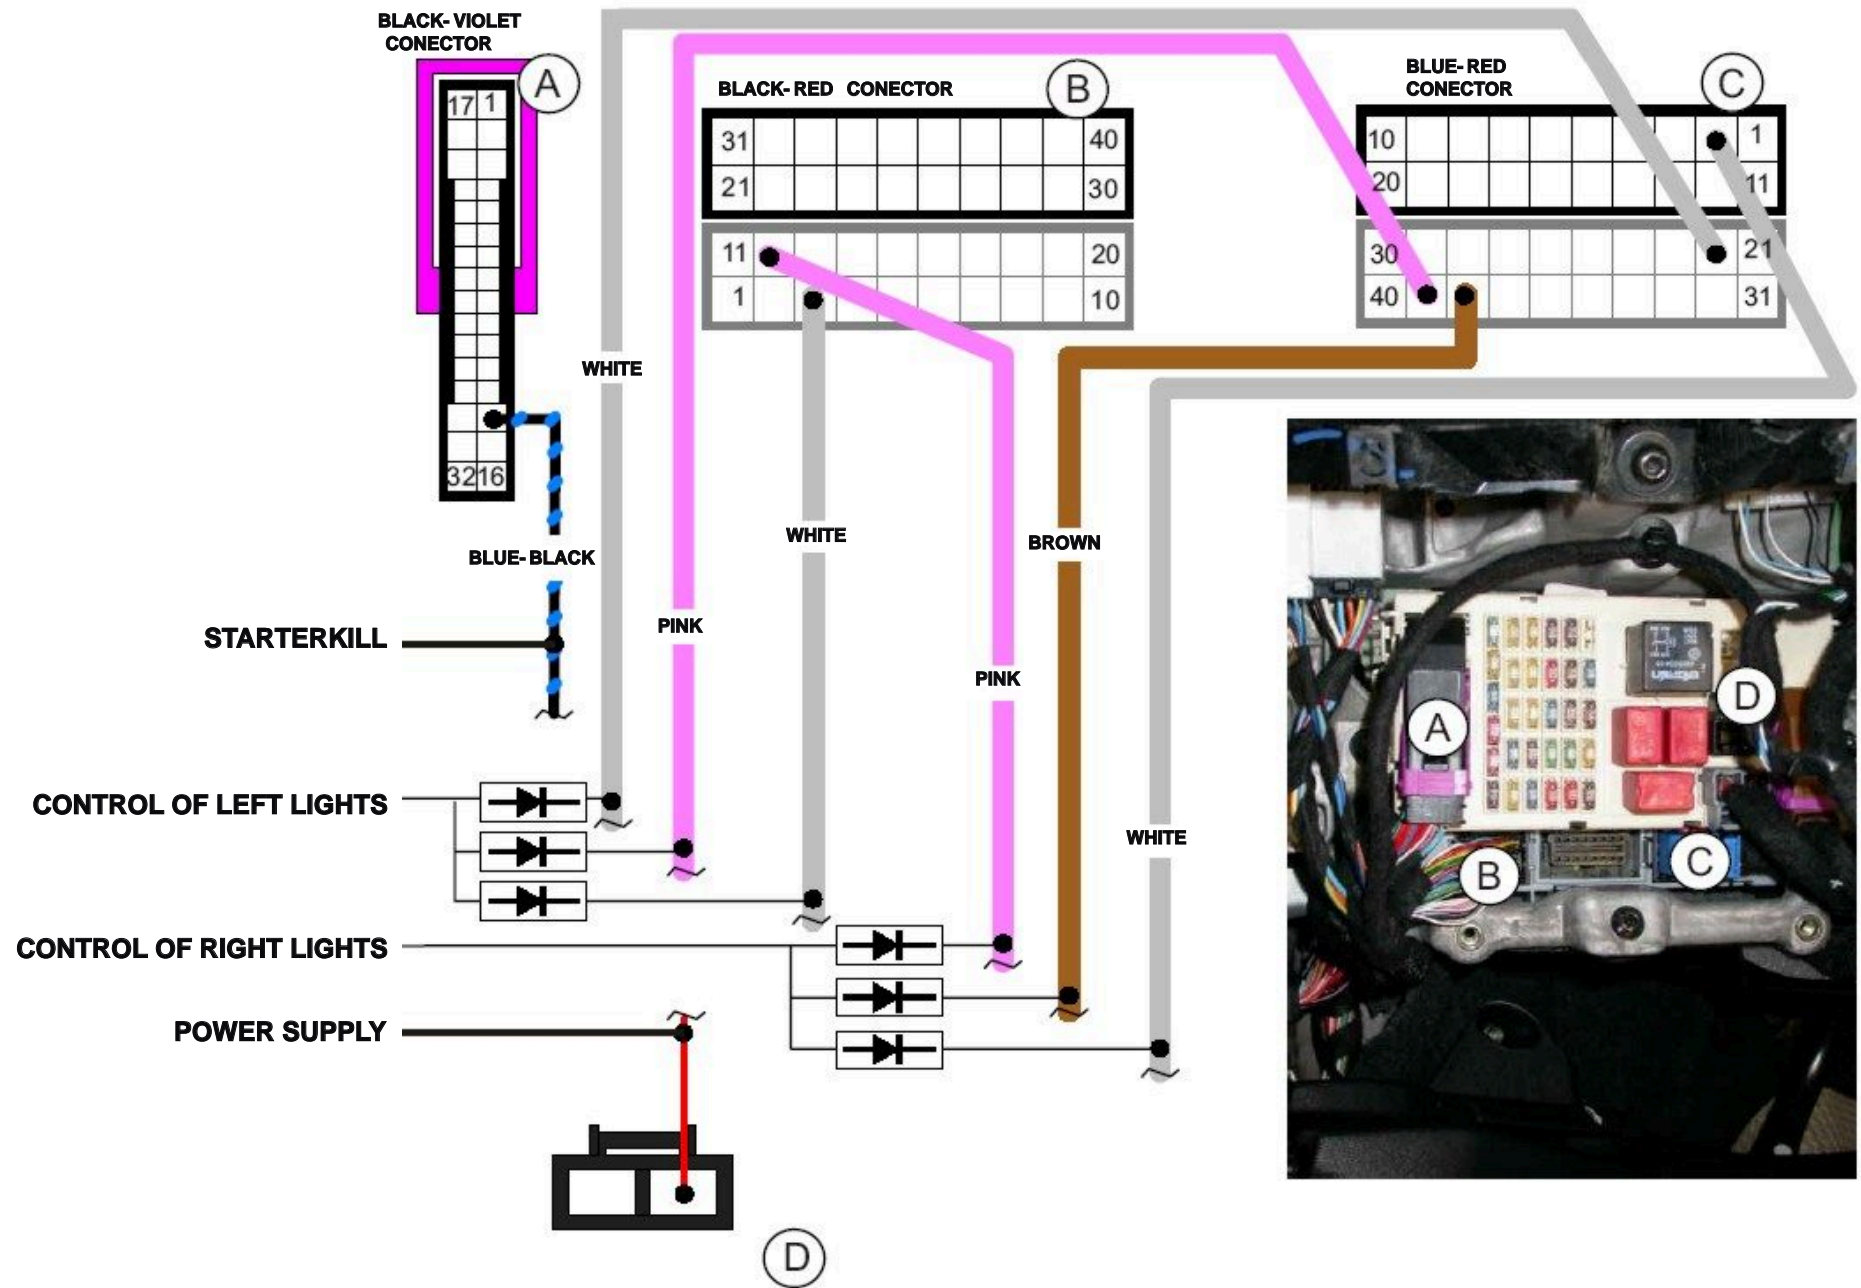 BLACK-VIOLET
CONECTOR
A
17 1
32 16
BLACK-RED CONECTOR
B
31 40
21 30
11 20
1 10
BLUE-RED
CONECTOR
C
10 1
20 11
30 21
40 31
WHITE
WHITE
BROWN
BLUE-BLACK
PINK
PINK
WHITE
STARTERKILL
CONTROL OF LEFT LIGHTS
CONTROL OF RIGHT LIGHTS
POWER SUPPLY
D
A
B
C
D